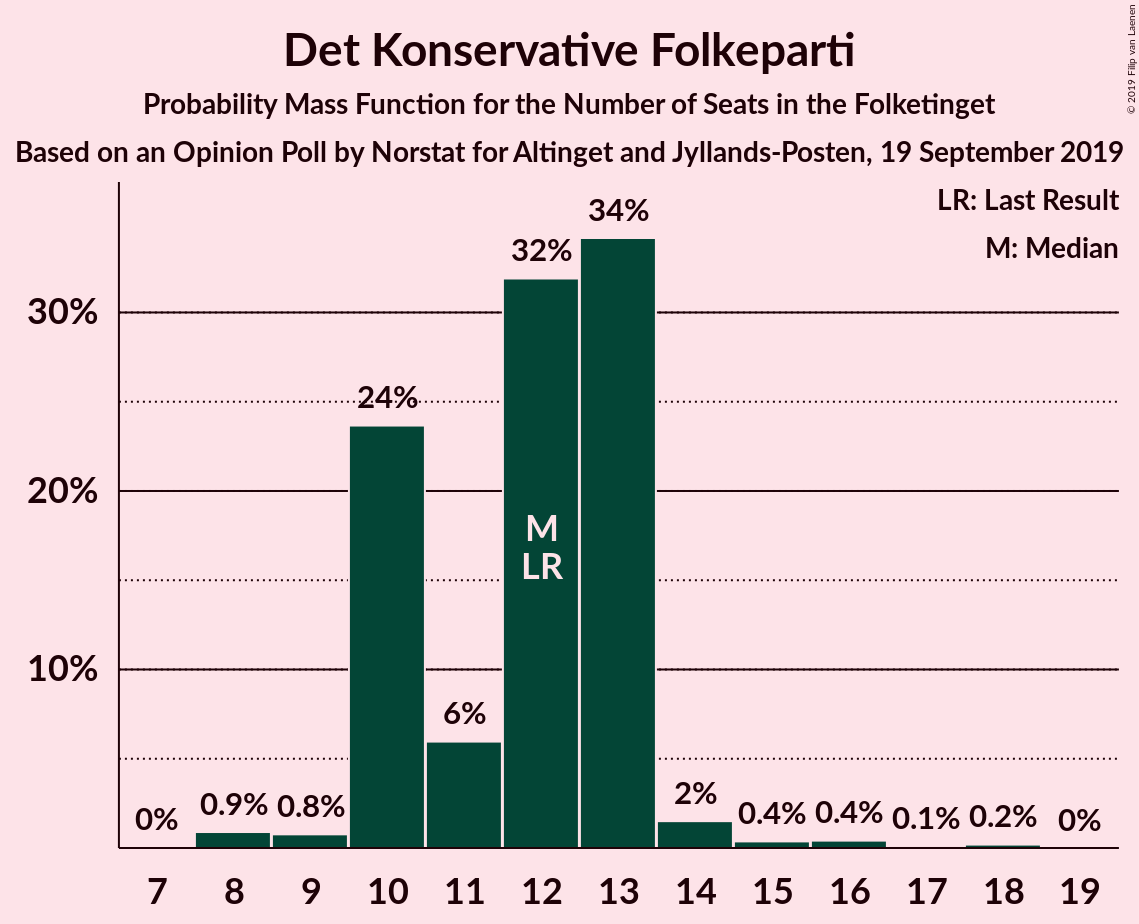 Det Konservative Folkeparti
Probability Mass Function for the Number of Seats in the Folketinget
Based on an Opinion Poll by Norstat for Altinget and Jyllands-Posten, 19 September 2019
© 2019 Filip van Laenen
LR: Last Result
M: Median
30%
20%
10%
0%
0.9%
0.8%
24%
6%
32%
34%
2%
0.4%
0.4%
0.1%
0.2%
0%
M
LR
7 8 9 10 11 12 13 14 15 16 17 18 19